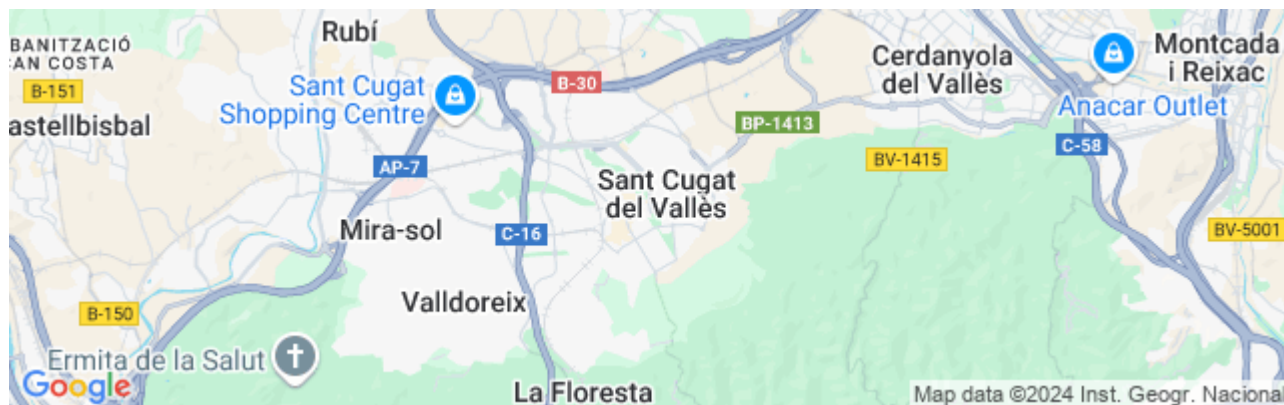 BANITZACIÓ
CAN COSTA
B-151
astellbisbal
Rubí
Sant Cugat
Shopping Centre
AP-7
B-30
Cerdanyola
del Vallès
Montcada
i Reixac
Anacar Outlet
BP-1413
BV-1415
C-58
Sant Cugat
del Vallès
Mira-sol
C-16
BV-5001
Valldoreix
B-150
Ermita de la Salut
Google
La Floresta
Map data ©2024 Inst. Geogr. Naciona